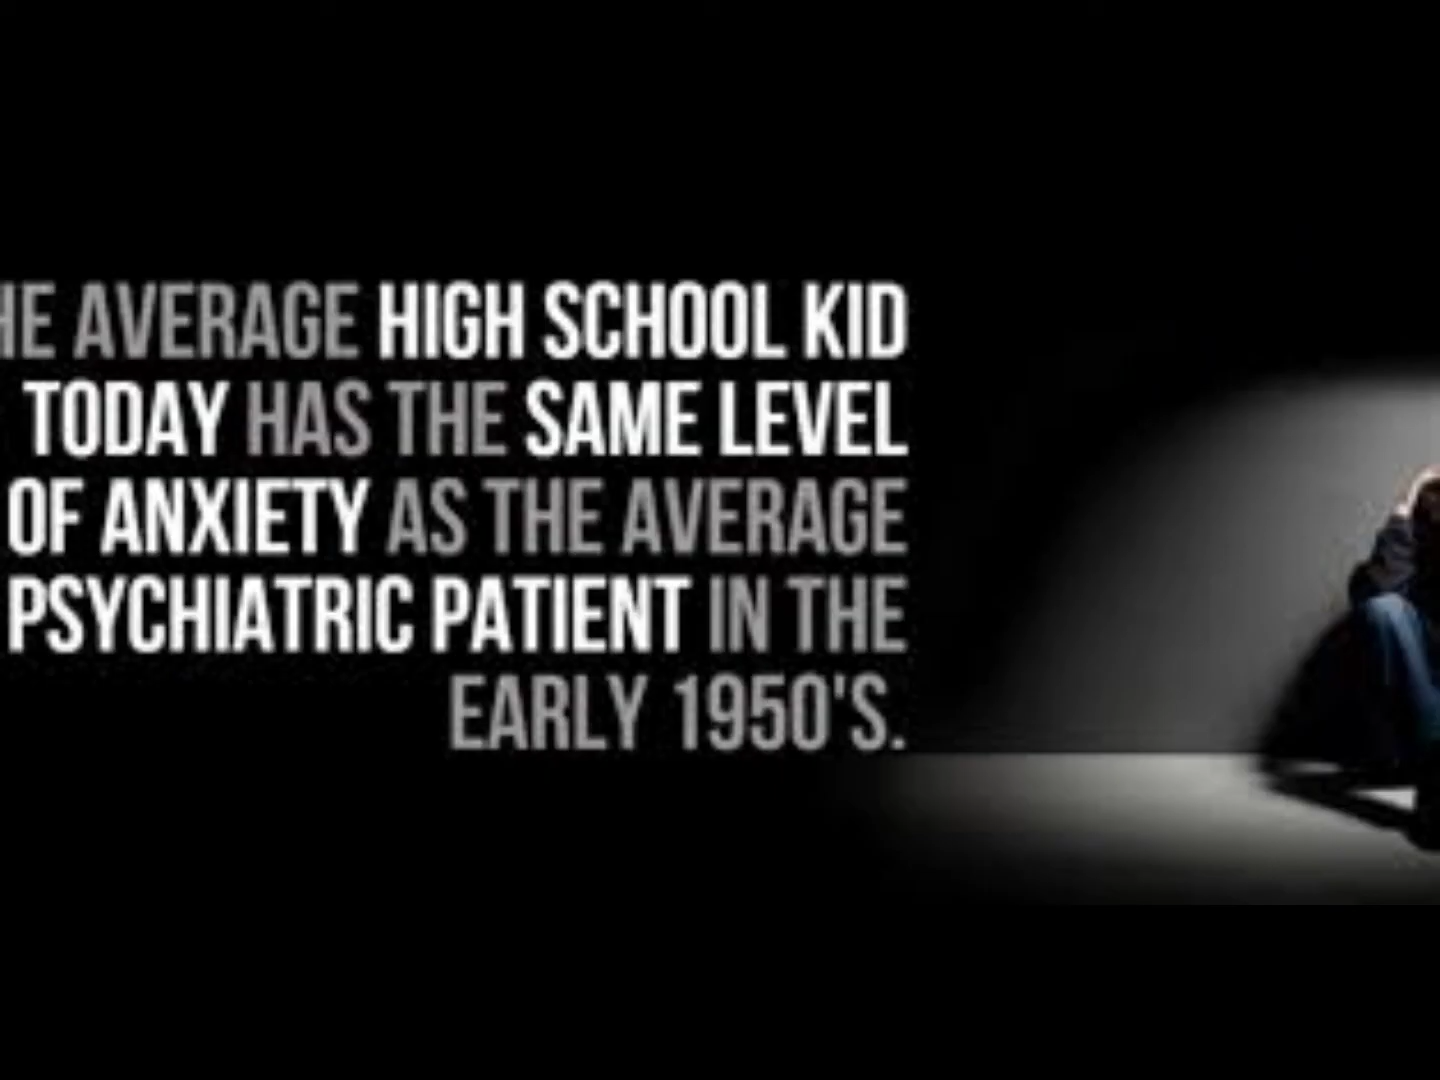 HE AVERAGE HIGH SCHOOL KID
TODAY HAS THE SAME LEVEL
OF ANXIETY AS THE AVERAGE
PSYCHIATRIC PATIENT IN THE
EARLY 1950'S.